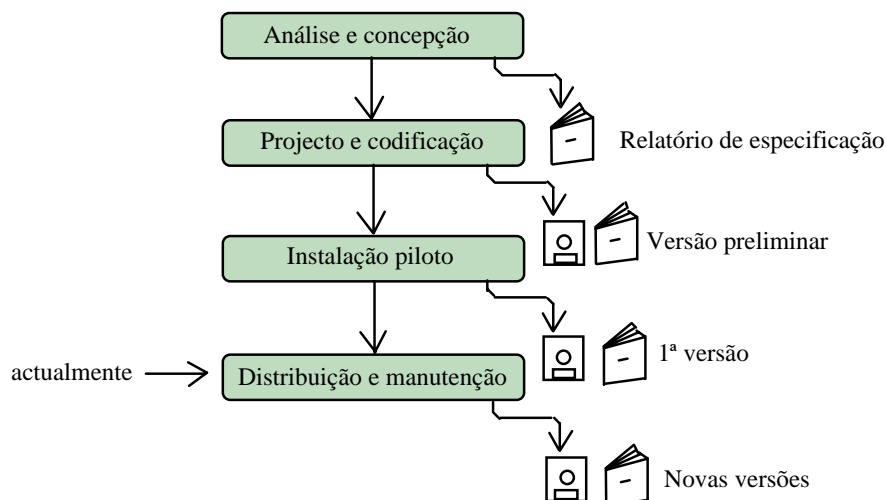 Análise e concepção
Projecto e codificação
Relatório de especificação
Versão preliminar
Instalação piloto
1ª versão
actualmente
Distribuição e manutenção
Novas versões